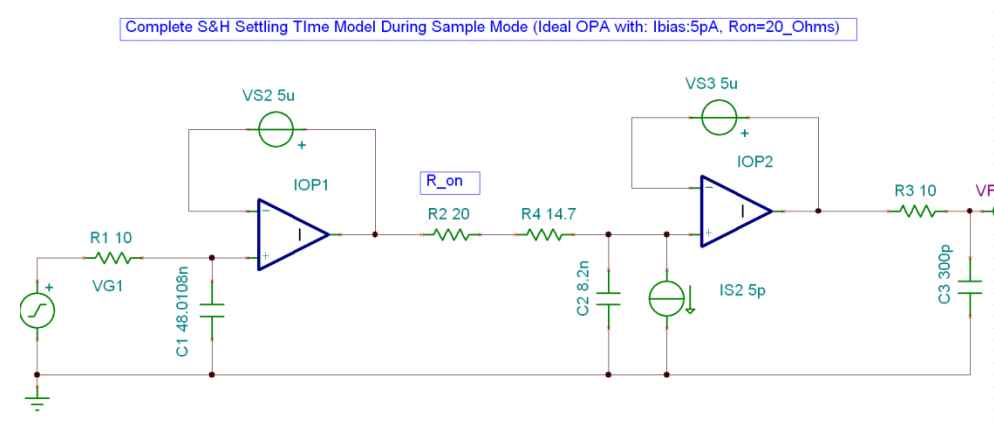 Complete S&H Settling TIme Model During Sample Mode (Ideal OPA with: Ibias:5pA, Ron=20_Ohms)
VS2 5u
VS3 5u
+
+
IOP1
IOP2
R_on
R1 10
R2 20
R4 14.7
R3 10
VF
VG1
+
C1 48.0108n
C2 8.2n
IS2 5p
C3 300p